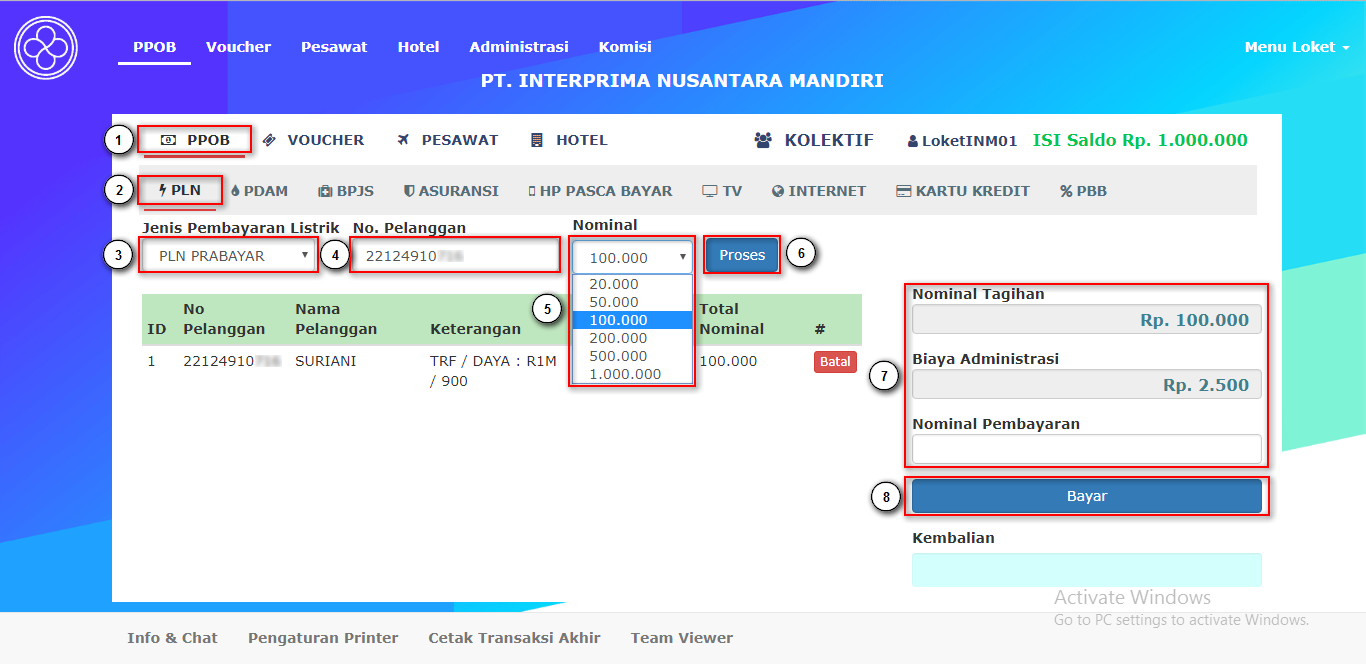 PPOB Voucher Pesawat Hotel Administrasi Komisi Menu Loket
PT. INTERPRIMA NUSANTARA MANDIRI
1 PPOB VOUCHER PESAWAT HOTEL KOLEKTIF LoketINM01 ISI Saldo Rp. 1.000.000
2 PLN PDAM BPJS ASURANSI HP PASCA BAYAR TV INTERNET KARTU KREDIT PBB
Jenis Pembayaran Listrik No. Pelanggan Nominal
3 PLN PRABAYAR 4 22124910 100.000 Proses 6
5
20.000
50.000
100.000
200.000
500.000
1.000.000
ID No Pelanggan Nama Pelanggan Keterangan Total Nominal #
1 22124910 SURIANI TRF / DAYA : R1M 100.000 Batal
/ 900
Nominal Tagihan
Rp. 100.000
Biaya Administrasi
7 Rp. 2.500
Nominal Pembayaran
8 Bayar
Kembalian
Activate Windows
Go to PC settings to activate Windows.
Info & Chat Pengaturan Printer Cetak Transaksi Akhir Team Viewer